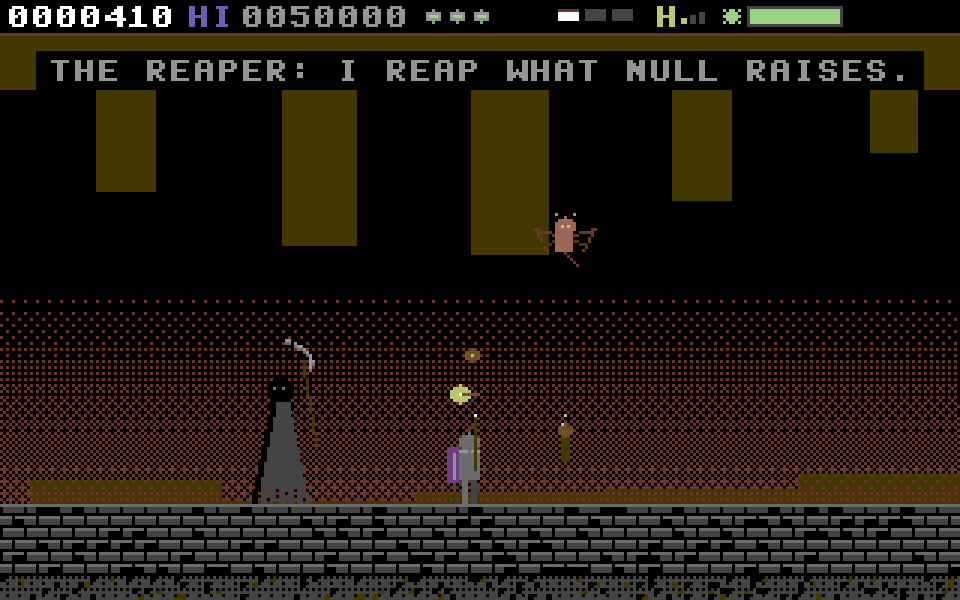 0000410 HI 0050000 H
THE REAPER: I REAP WHAT NULL RAISES.